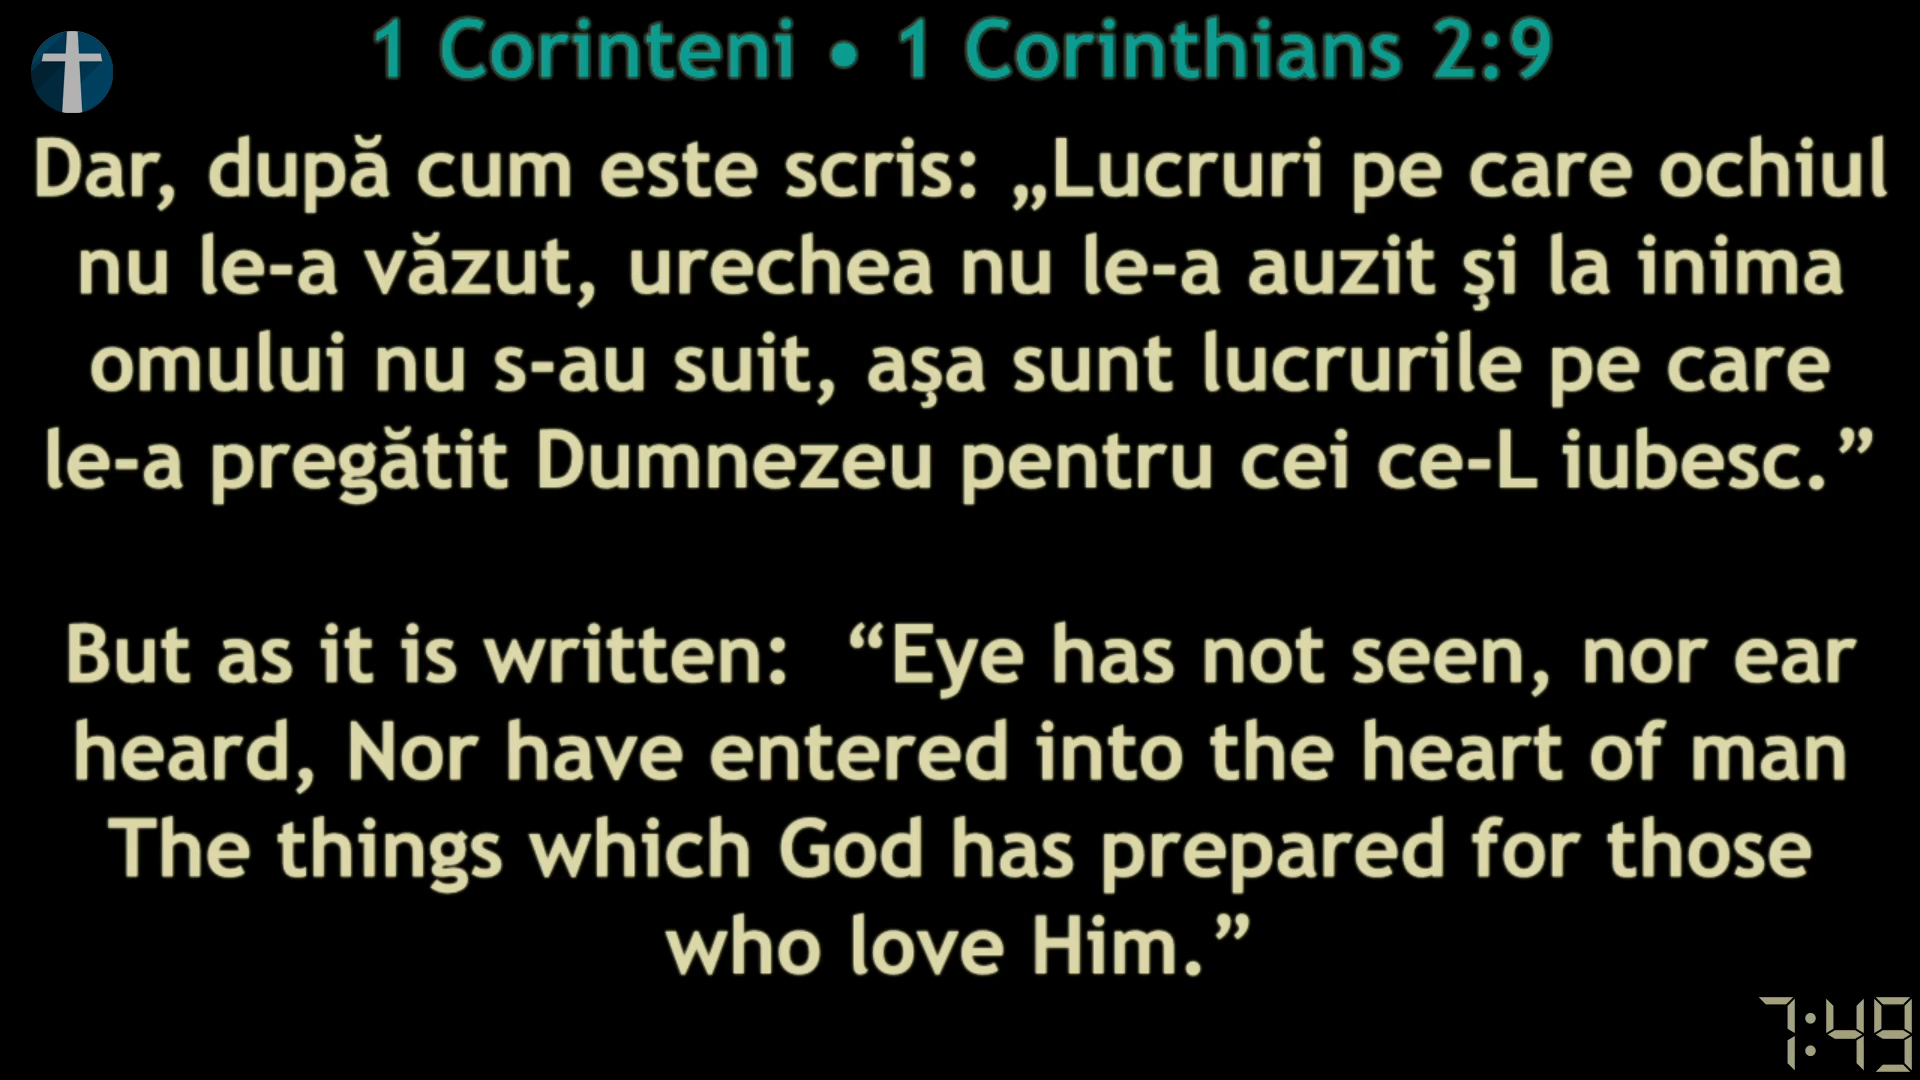 1 Corinteni • 1 Corinthians 2:9
Dar, după cum este scris: „Lucruri pe care ochiul
nu le-a văzut, urechea nu le-a auzit şi la inima
omului nu s-au suit, aşa sunt lucrurile pe care
le-a pregătit Dumnezeu pentru cei ce-L iubesc.”
But as it is written:  “Eye has not seen, nor ear
heard, Nor have entered into the heart of man
The things which God has prepared for those
who love Him.”
7:49